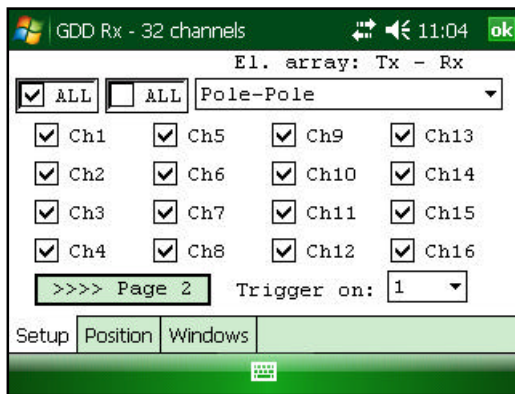 GDD Rx - 32 channels 11:04 ok
El. array: Tx - Rx
ALL ALL Pole-Pole
Ch1 Ch5 Ch9 Ch13
Ch2 Ch6 Ch10 Ch14
Ch3 Ch7 Ch11 Ch15
Ch4 Ch8 Ch12 Ch16
>>>> Page 2 Trigger on: 1
Setup Position Windows